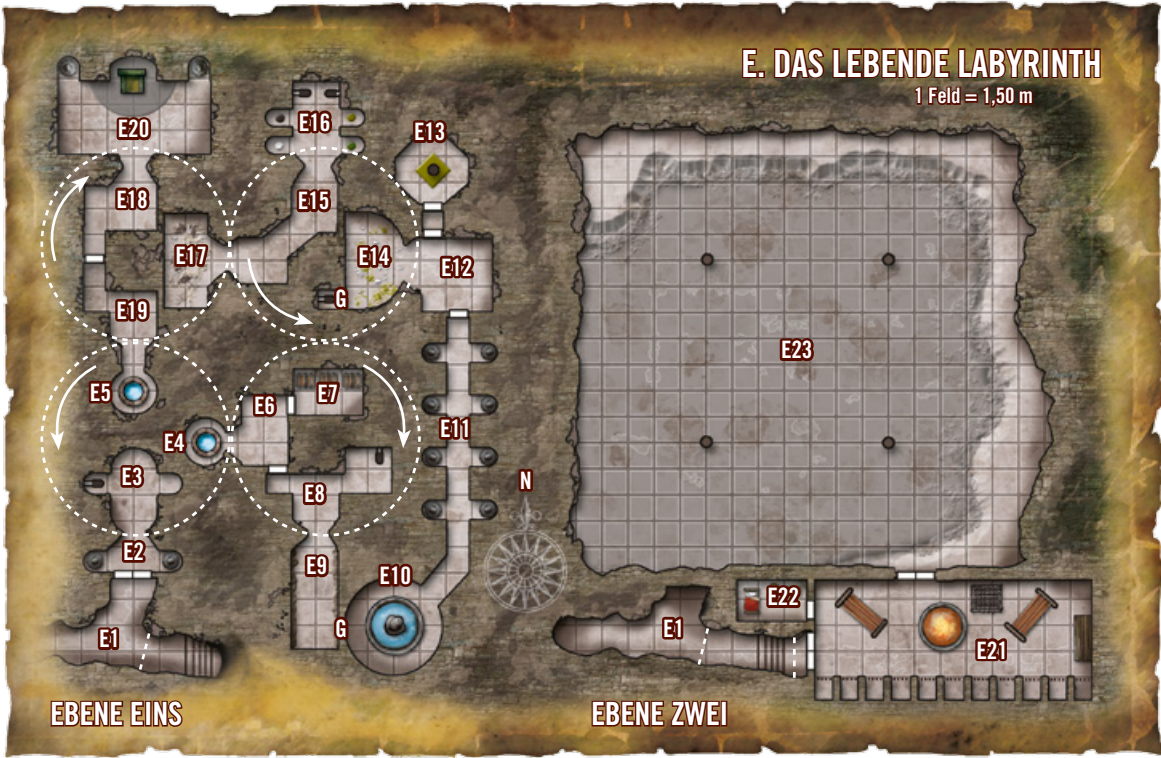 E. DAS LEBENDE LABYRINTH
1 Feld = 1,50 m
E20
E16
E13
E18
E15
E17
E14
E12
G
E19
E23
E5
E7
E6
E4
E11
E3
E8
N
E2
E9
E10
E22
E1
G
E1
E21
EBENE EINS
EBENE ZWEI